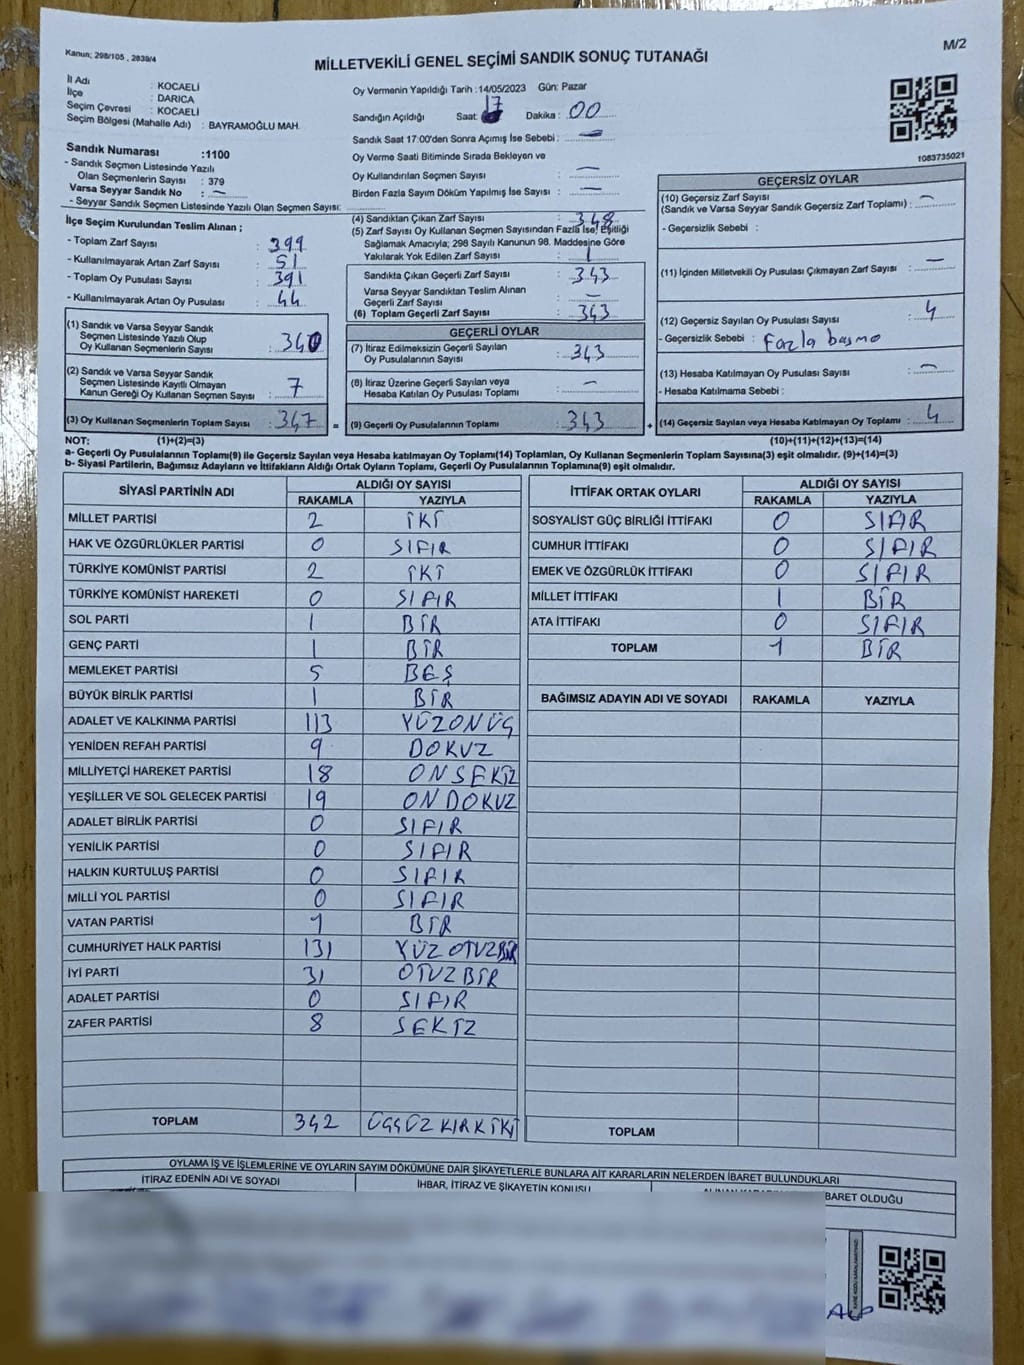 Kanun; 298/105 , 2839/4
M/2
MİLLETVEKİLİ GENEL SEÇİMİ SANDIK SONUÇ TUTANAĞI
İl Adı : KOCAELİ
İlçe : DARICA
Seçim Çevresi : KOCAELİ
Seçim Bölgesi (Mahalle Adı) : BAYRAMOĞLU MAH.
Sandık Numarası :1100
- Sandık Seçmen Listesinde Yazılı
Olan Seçmenlerin Sayısı : 379
Varsa Seyyar Sandık No : —
- Seyyar Sandık Seçmen Listesinde Yazılı Olan Seçmen Sayısı:
Oy Vermenin Yapıldığı Tarih :14/05/2023 Gün: Pazar
Sandığın Açıldığı Saat: 17 Dakika : 00
Sandık Saat 17:00'den Sonra Açımış İse Sebebi : —
Oy Verme Saati Bitiminde Sırada Bekleyen ve
Oy Kullandırılan Seçmen Sayısı : —
Birden Fazla Sayım Döküm Yapılmış İse Sayısı : —
1083735021
İlçe Seçim Kurulundan Teslim Alınan ;
- Toplam Zarf Sayısı : 399
- Kullanılmayarak Artan Zarf Sayısı : 51
- Toplam Oy Pusulası Sayısı : 391
- Kullanılmayarak Artan Oy Pusulası : 44
(1) Sandık ve Varsa Seyyar Sandık
Seçmen Listesinde Yazılı Olup
Oy Kullanan Seçmenlerin Sayısı : 340
(2) Sandık ve Varsa Seyyar Sandık
Seçmen Listesinde Kayıtlı Olmayan
Kanun Gereği Oy Kullanan Seçmen Sayısı : 7
(3) Oy Kullanan Seçmenlerin Toplam Sayısı : 347 =
(4) Sandıktan Çıkan Zarf Sayısı : 348
(5) Zarf Sayısı Oy Kullanan Seçmen Sayısından Fazla İse, Eşitliği
Sağlamak Amacıyla; 298 Sayılı Kanunun 98. Maddesine Göre
Yakılarak Yok Edilen Zarf Sayısı : 1
Sandıkta Çıkan Geçerli Zarf Sayısı : 343
Varsa Seyyar Sandıktan Teslim Alınan
Geçerli Zarf Sayısı : —
(6) Toplam Geçerli Zarf Sayısı : 343
GEÇERLİ OYLAR
(7) İtiraz Edilmeksizin Geçerli Sayılan
Oy Pusulalarının Sayısı : 343
(8) İtiraz Üzerine Geçerli Sayılan veya
Hesaba Katılan Oy Pusulası Toplamı : —
(9) Geçerli Oy Pusulalarının Toplamı : 343 +
GEÇERSİZ OYLAR
(10) Geçersiz Zarf Sayısı
(Sandık ve Varsa Seyyar Sandık Geçersiz Zarf Toplamı) : —
- Geçersizlik Sebebi :
(11) İçinden Milletvekili Oy Pusulası Çıkmayan Zarf Sayısı : —
(12) Geçersiz Sayılan Oy Pusulası Sayısı : 4
- Geçersizlik Sebebi : Fazla basmo
(13) Hesaba Katılmayan Oy Pusulası Sayısı : —
- Hesaba Katılmama Sebebi :
(14) Geçersiz Sayılan veya Hesaba Katılmayan Oy Toplamı : 4
NOT: (1)+(2)=(3) (10)+(11)+(12)+(13)=(14)
a- Geçerli Oy Pusulalarının Toplamı(9) ile Geçersiz Sayılan veya Hesaba katılmayan Oy Toplamı(14) Toplamları, Oy Kullanan Seçmenlerin Toplam Sayısına(3) eşit olmalıdır. (9)+(14)=(3)
b- Siyasi Partilerin, Bağımsız Adayların ve İttifakların Aldığı Ortak Oyların Toplamı, Geçerli Oy Pusulalarının Toplamına(9) eşit olmalıdır.
SİYASİ PARTİNİN ADI ALDIĞI OY SAYISI
RAKAMLA YAZIYLA
MİLLET PARTİSİ 2 İKİ
HAK VE ÖZGÜRLÜKLER PARTİSİ 0 SIFIR
TÜRKİYE KOMÜNİST PARTİSİ 2 İKİ
TÜRKİYE KOMÜNİST HAREKETİ 0 SIFIR
SOL PARTİ 1 BİR
GENÇ PARTİ 1 BİR
MEMLEKET PARTİSİ 5 BEŞ
BÜYÜK BİRLİK PARTİSİ 1 BİR
ADALET VE KALKINMA PARTİSİ 113 YÜZONÜÇ
YENİDEN REFAH PARTİSİ 9 DOKUZ
MİLLİYETÇİ HAREKET PARTİSİ 18 ONSEKİZ
YEŞİLLER VE SOL GELECEK PARTİSİ 19 ONDOKUZ
ADALET BİRLİK PARTİSİ 0 SIFIR
YENİLİK PARTİSİ 0 SIFIR
HALKIN KURTULUŞ PARTİSİ 0 SIFIR
MİLLİ YOL PARTİSİ 0 SIFIR
VATAN PARTİSİ 1 BİR
CUMHURİYET HALK PARTİSİ 131 YÜZ OTUZBİR
İYİ PARTİ 31 OTUZBİR
ADALET PARTİSİ 0 SIFIR
ZAFER PARTİSİ 8 SEKİZ
TOPLAM 342 ÜÇYÜZ KIRK İKİ
İTTİFAK ORTAK OYLARI ALDIĞI OY SAYISI
RAKAMLA YAZIYLA
SOSYALİST GÜÇ BİRLİĞİ İTTİFAKI 0 SIFIR
CUMHUR İTTİFAKI 0 SIFIR
EMEK VE ÖZGÜRLÜK İTTİFAKI 0 SIFIR
MİLLET İTTİFAKI 1 BİR
ATA İTTİFAKI 0 SIFIR
TOPLAM 1 BİR
BAĞIMSIZ ADAYIN ADI VE SOYADI RAKAMLA YAZIYLA
TOPLAM
OYLAMA İŞ VE İŞLEMLERİNE VE OYLARIN SAYIM DÖKÜMÜNE DAİR ŞİKAYETLERLE BUNLARA AİT KARARLARIN NELERDEN İBARET BULUNDUKLARI
İTİRAZ EDENİN ADI VE SOYADI İHBAR, İTİRAZ VE ŞİKAYETİN KONUSU BARET OLDUĞU